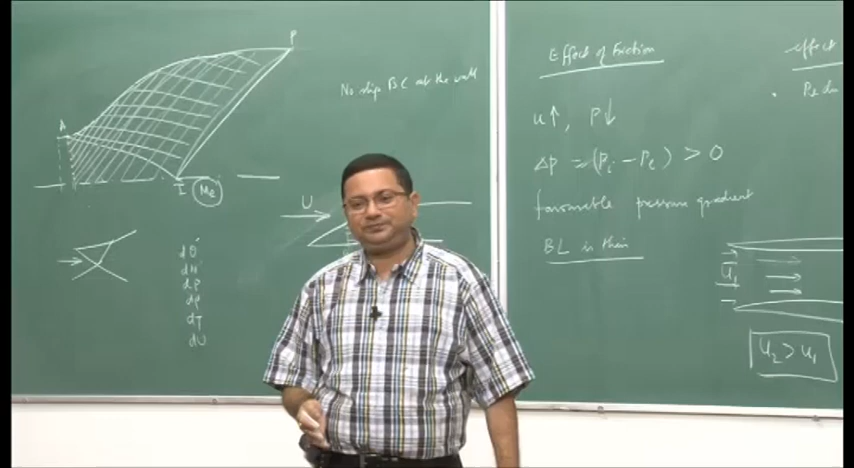 P
A
I
Me
No slip BC at the wall
U
dθ
dM
dp
dρ
dT
dU
Effect of Friction
u↑, P↓
Δp = (Pi - Pe) > 0
favourable pressure gradient
BL is thin
U1
U2 > U1
effect of